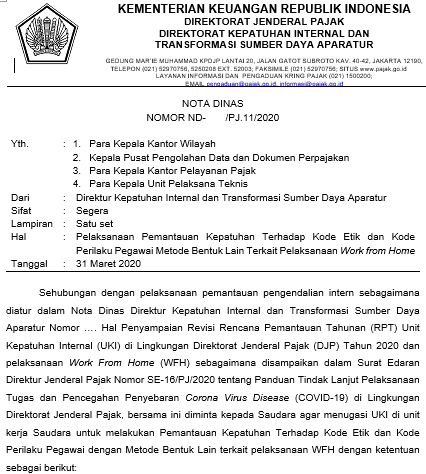 KEMENTERIAN KEUANGAN REPUBLIK INDONESIA
DIREKTORAT JENDERAL PAJAK
DIREKTORAT KEPATUHAN INTERNAL DAN
TRANSFORMASI SUMBER DAYA APARATUR
GEDUNG MAR'IE MUHAMMAD KPDJP LANTAI 20, JALAN GATOT SUBROTO KAV. 40-42, JAKARTA 12190,
TELEPON (021) 52970756, 5250208 EXT. 52003; FAKSIMILE (021) 52970756; SITUS www.pajak.go.id
LAYANAN INFORMASI DAN PENGADUAN KRING PAJAK (021) 1500200;
EMAIL pengaduan@pajak.go.id, informasi@pajak.go.id
NOTA DINAS
NOMOR ND- /PJ.11/2020
Yth. : 1. Para Kepala Kantor Wilayah
2. Kepala Pusat Pengolahan Data dan Dokumen Perpajakan
3. Para Kepala Kantor Pelayanan Pajak
4. Para Kepala Unit Pelaksana Teknis
Dari : Direktur Kepatuhan Internal dan Transformasi Sumber Daya Aparatur
Sifat : Segera
Lampiran : Satu set
Hal : Pelaksanaan Pemantauan Kepatuhan Terhadap Kode Etik dan Kode
Perilaku Pegawai Metode Bentuk Lain Terkait Pelaksanaan Work from Home
Tanggal : 31 Maret 2020
Sehubungan dengan pelaksanaan pemantauan pengendalian intern sebagaimana
diatur dalam Nota Dinas Direktur Kepatuhan Internal dan Transformasi Sumber Daya
Aparatur Nomor .... Hal Penyampaian Revisi Rencana Pemantauan Tahunan (RPT) Unit
Kepatuhan Internal (UKI) di Lingkungan Direktorat Jenderal Pajak (DJP) Tahun 2020 dan
pelaksanaan Work From Home (WFH) sebagaimana disampaikan dalam Surat Edaran
Direktur Jenderal Pajak Nomor SE-16/PJ/2020 tentang Panduan Tindak Lanjut Pelaksanaan
Tugas dan Pencegahan Penyebaran Corona Virus Disease (COVID-19) di Lingkungan
Direktorat Jenderal Pajak, bersama ini diminta kepada Saudara agar menugasi UKI di unit
kerja Saudara untuk melakukan Pemantauan Kepatuhan Terhadap Kode Etik dan Kode
Perilaku Pegawai dengan Metode Bentuk Lain terkait pelaksanaan WFH dengan ketentuan
sebagai berikut: